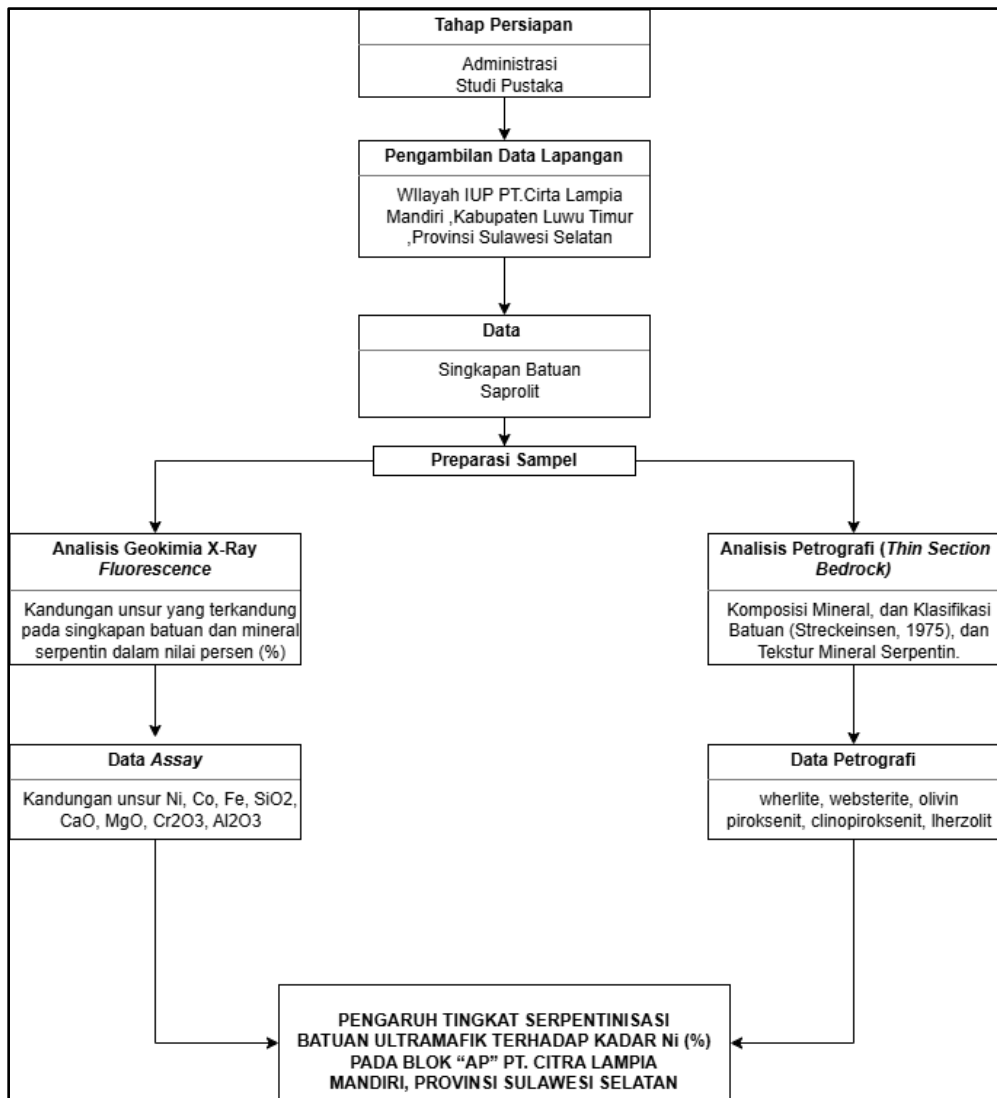 Tahap Persiapan
Administrasi
Studi Pustaka
Pengambilan Data Lapangan
WIlayah IUP PT.Cirta Lampia
Mandiri ,Kabupaten Luwu Timur
,Provinsi Sulawesi Selatan
Data
Singkapan Batuan
Saprolit
Preparasi Sampel
Analisis Geokimia X-Ray
Fluorescence
Kandungan unsur yang terkandung
pada singkapan batuan dan mineral
serpentin dalam nilai persen (%)
Analisis Petrografi (Thin Section
Bedrock)
Komposisi Mineral, dan Klasifikasi
Batuan (Streckeinsen, 1975), dan
Tekstur Mineral Serpentin.
Data Assay
Kandungan unsur Ni, Co, Fe, SiO2,
CaO, MgO, Cr2O3, Al2O3
Data Petrografi
wherlite, websterite, olivin
piroksenit, clinopiroksenit, lherzolit
PENGARUH TINGKAT SERPENTINISASI
BATUAN ULTRAMAFIK TERHADAP KADAR Ni (%)
PADA BLOK “AP” PT. CITRA LAMPIA
MANDIRI, PROVINSI SULAWESI SELATAN